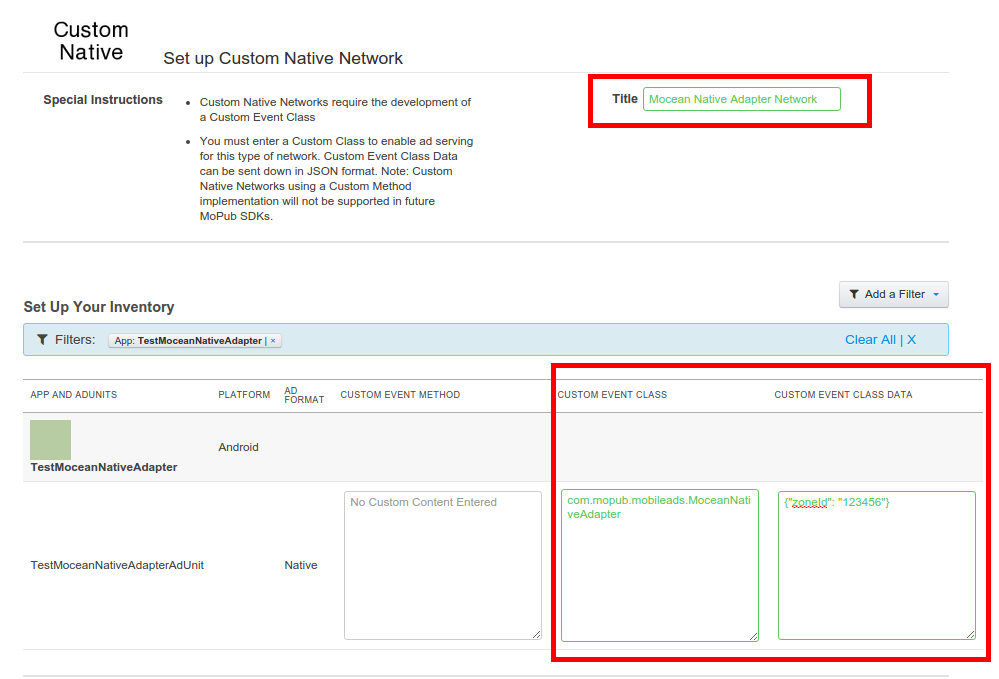 Custom
Native
Set up Custom Native Network
Special Instructions
• Custom Native Networks require the development of
a Custom Event Class
• You must enter a Custom Class to enable ad serving
for this type of network. Custom Event Class Data
can be sent down in JSON format. Note: Custom
Native Networks using a Custom Method
implementation will not be supported in future
MoPub SDKs.
Title Mocean Native Adapter Network
Set Up Your Inventory
Add a Filter
Filters: App: TestMoceanNativeAdapter | ×
Clear All | X
APP AND ADUNITS
PLATFORM
AD
FORMAT
CUSTOM EVENT METHOD
CUSTOM EVENT CLASS
CUSTOM EVENT CLASS DATA
TestMoceanNativeAdapter
Android
TestMoceanNativeAdapterAdUnit
Native
No Custom Content Entered
com.mopub.mobileads.MoceanNati
veAdapter
{"zoneId": "123456"}